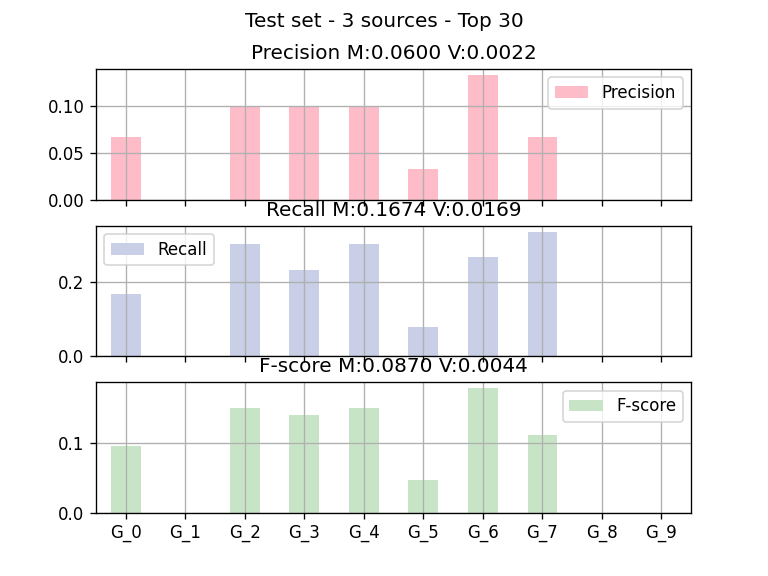 Test set - 3 sources - Top 30
Precision M:0.0600 V:0.0022
Precision
0.10
0.05
0.00
Recall M:0.1674 V:0.0169
Recall
0.2
0.0
F-score M:0.0870 V:0.0044
F-score
0.1
0.0
G_0 G_1 G_2 G_3 G_4 G_5 G_6 G_7 G_8 G_9